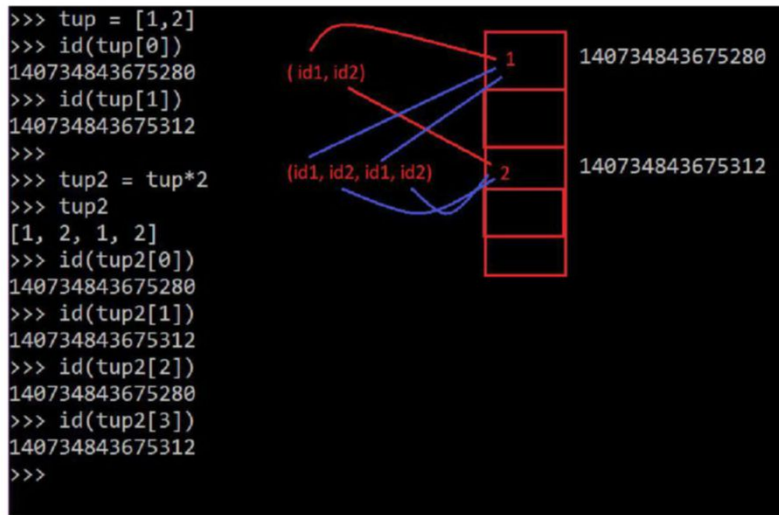 >>> tup = [1,2]
>>> id(tup[0])
140734843675280
>>> id(tup[1])
140734843675312
>>>
>>> tup2 = tup*2
>>> tup2
[1, 2, 1, 2]
>>> id(tup2[0])
140734843675280
>>> id(tup2[1])
140734843675312
>>> id(tup2[2])
140734843675280
>>> id(tup2[3])
140734843675312
>>>
( id1, id2)
(id1, id2, id1, id2)
1
140734843675280
2
140734843675312